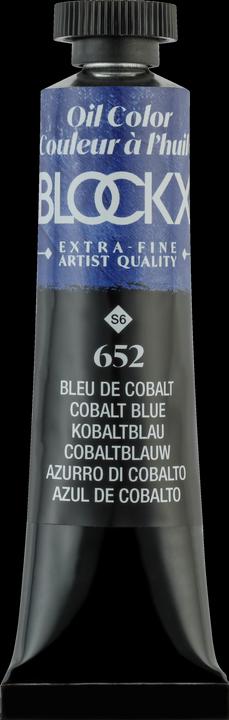 Oil Color
Couleur à l'huile
BLOCKX
EXTRA-FINE
ARTIST QUALITY
S6
652
BLEU DE COBALT
COBALT BLUE
KOBALTBLAU
COBALTBLAUW
AZURRO DI COBALTO
AZUL DE COBALTO